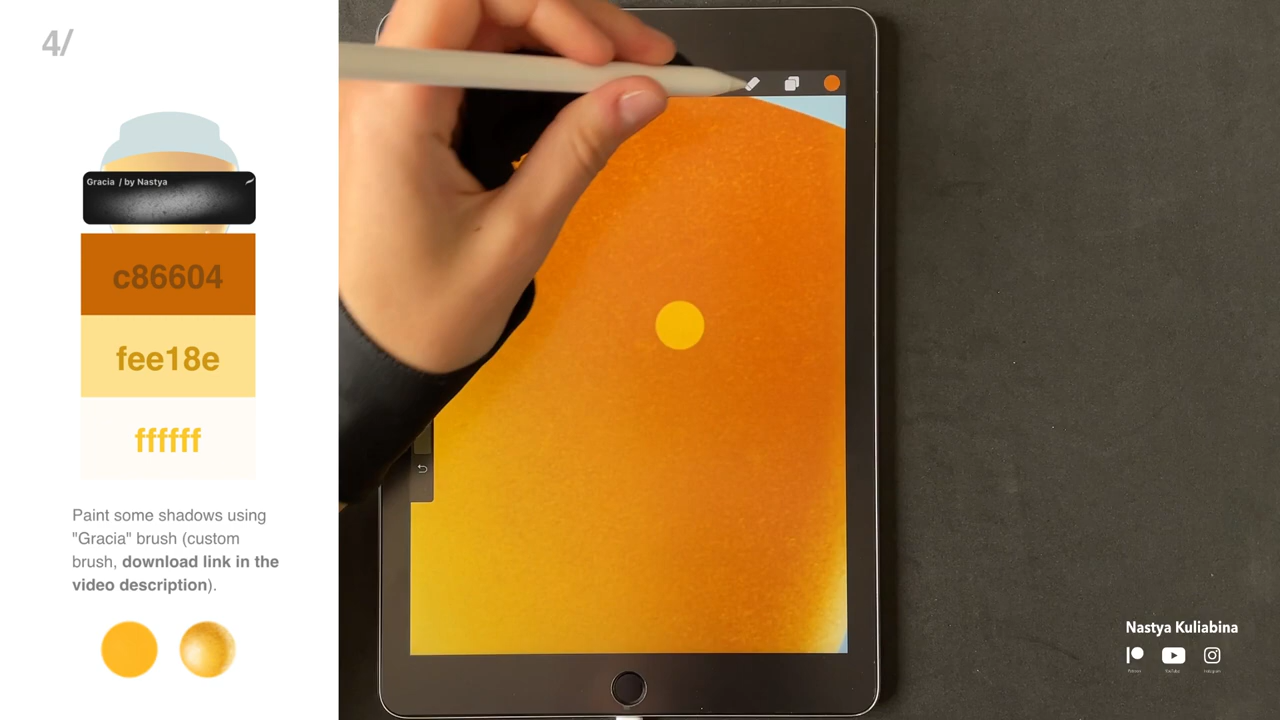 4/
Gracia / by Nastya
c86604
fee18e
ffffff
Paint some shadows using
"Gracia" brush (custom
brush, download link in the
video description).
Nastya Kuliabina